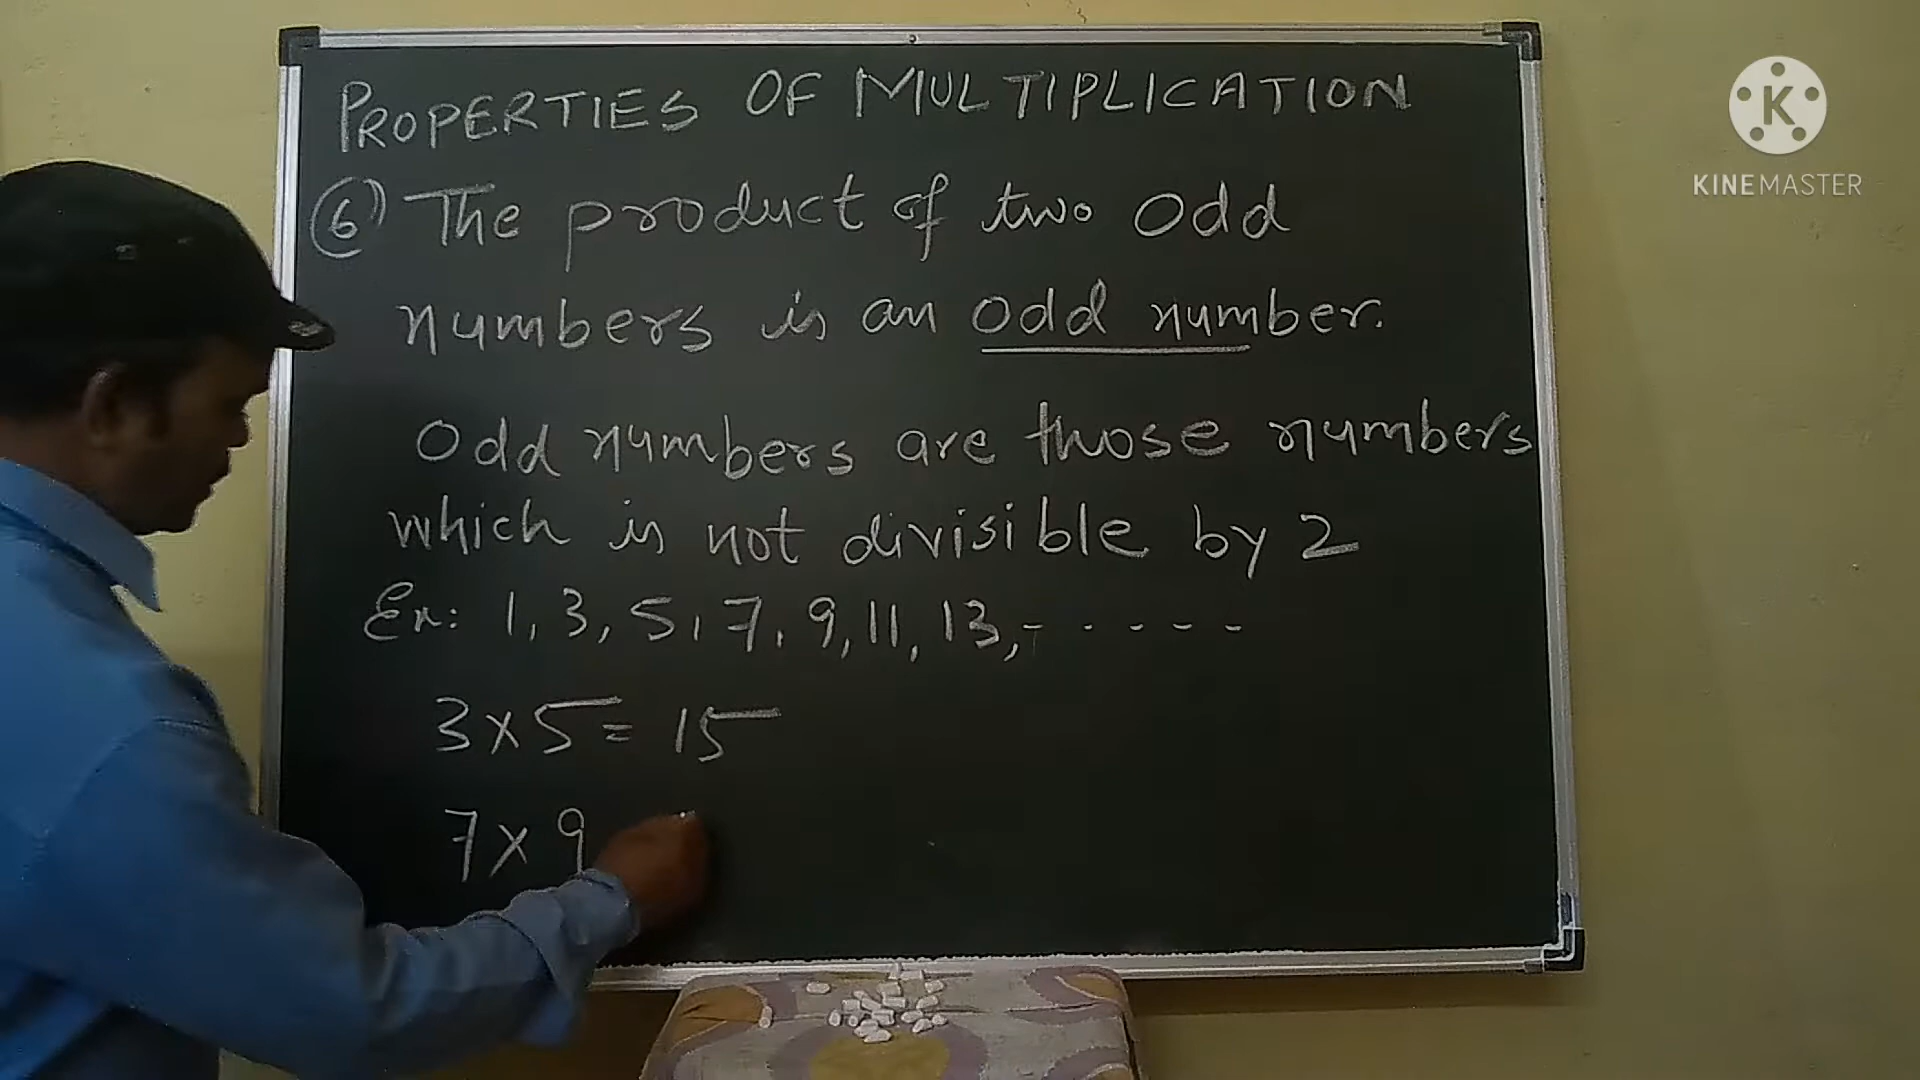 PROPERTIES OF MULTIPLICATION
(6) The product of two Odd
numbers is an Odd number.
Odd numbers are those numbers
which is not divisible by 2
Ex: 1, 3, 5, 7, 9, 11, 13, - - - - - -
3 × 5 = 15
7 × 9
K
KINEMASTER